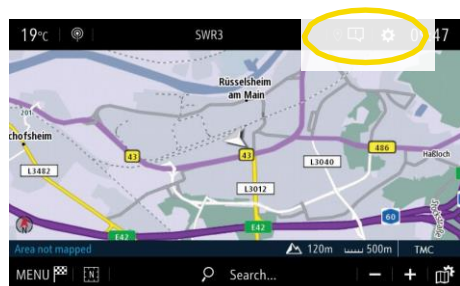 19°C
SWR3
47
Rüsselsheim
am Main
201
chofsheim
43
43
486
Haßloch
L3482
L3040
L3012
60
E42
E42
Area not mapped
120m
500m
TMC
MENU
N
Search...